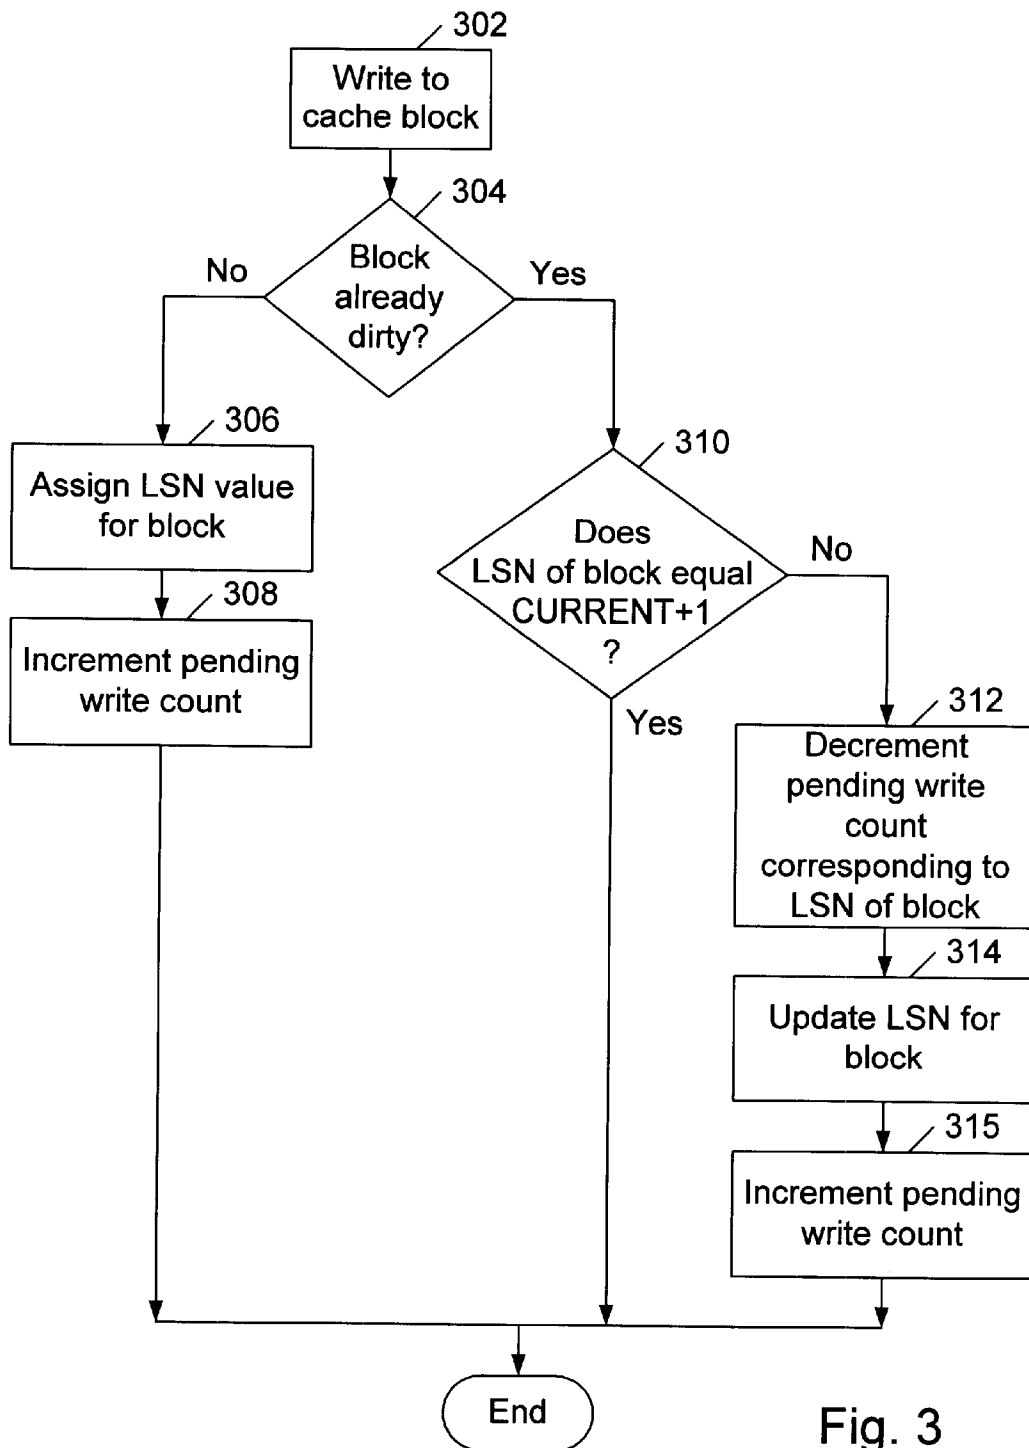 302
Write to
cache block
304
Block
already
dirty?
No
Yes
306
Assign LSN value
for block
308
Increment pending
write count
310
Does
LSN of block equal
CURRENT+1
?
No
Yes
312
Decrement
pending write
count
corresponding to
LSN of block
314
Update LSN for
block
315
Increment pending
write count
End
Fig. 3